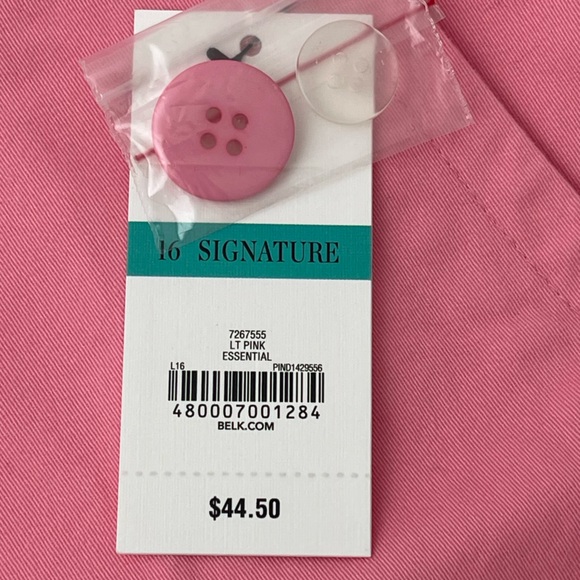 16 SIGNATURE
7267555
LT PINK
ESSENTIAL
L16 PIND1429556
480007001284
BELK.COM
$44.50